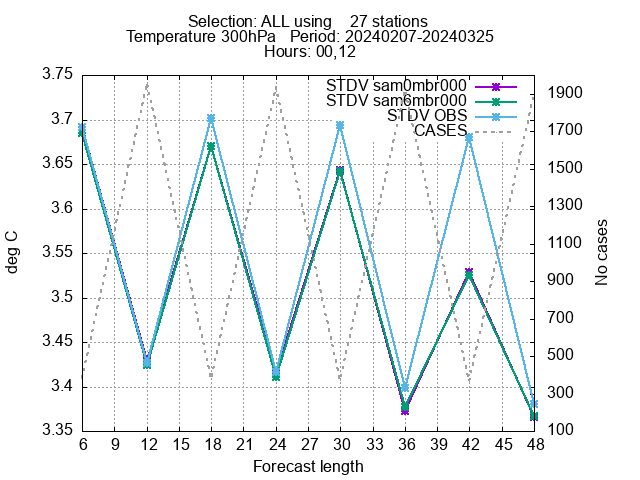 Selection: ALL using    27 stations
Temperature 300hPa   Period: 20240207-20240325
Hours: 00,12
STDV sam0mbr000
STDV sam6mbr000
STDV OBS
CASES
deg C
3.75
3.7
3.65
3.6
3.55
3.5
3.45
3.4
3.35
1900
1700
1500
1300
1100
900
700
500
300
100
No cases
6 9 12 15 18 21 24 27 30 33 36 39 42 45 48
Forecast length